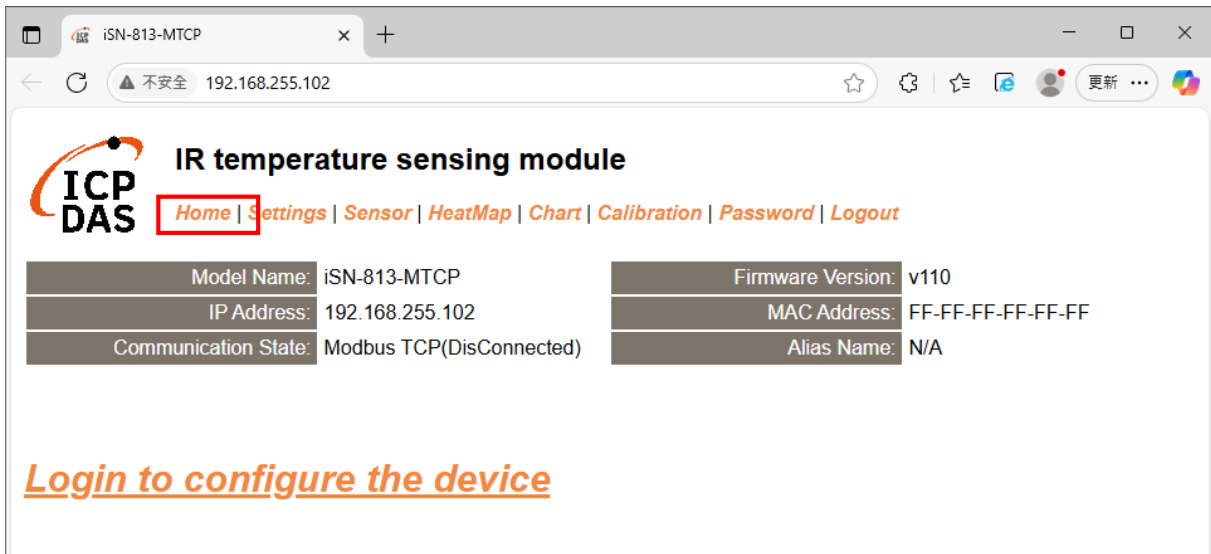 iSN-813-MTCP
不安全 192.168.255.102 更新
ICP DAS
IR temperature sensing module
Home | Settings | Sensor | HeatMap | Chart | Calibration | Password | Logout
Model Name: iSN-813-MTCP Firmware Version: v110
IP Address: 192.168.255.102 MAC Address: FF-FF-FF-FF-FF-FF
Communication State: Modbus TCP(DisConnected) Alias Name: N/A
Login to configure the device